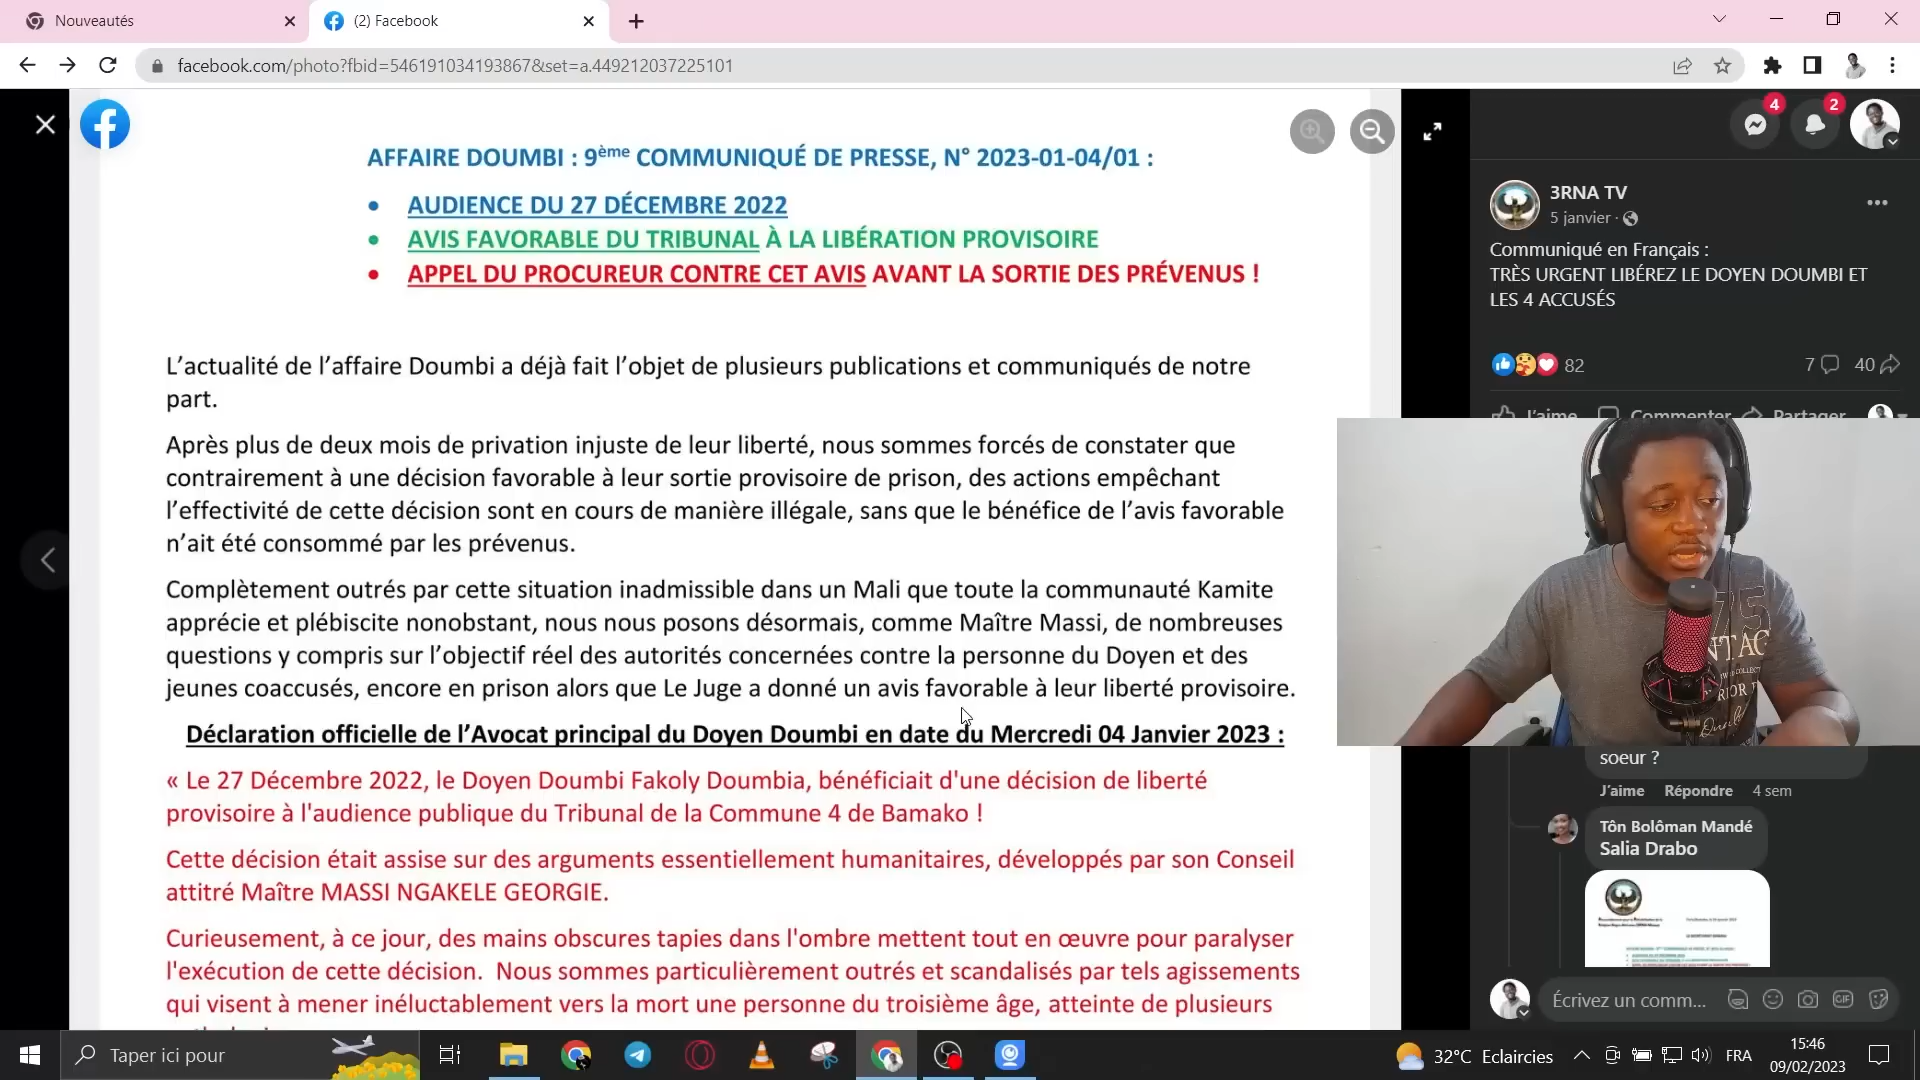 Nouveautés
(2) Facebook
facebook.com/photo?fbid=546191034193867&set=a.449212037225101
AFFAIRE DOUMBI : 9ème COMMUNIQUÉ DE PRESSE, N° 2023-01-04/01 :
• AUDIENCE DU 27 DÉCEMBRE 2022
• AVIS FAVORABLE DU TRIBUNAL À LA LIBÉRATION PROVISOIRE
• APPEL DU PROCUREUR CONTRE CET AVIS AVANT LA SORTIE DES PRÉVENUS !
L’actualité de l’affaire Doumbi a déjà fait l’objet de plusieurs publications et communiqués de notre
part.
Après plus de deux mois de privation injuste de leur liberté, nous sommes forcés de constater que
contrairement à une décision favorable à leur sortie provisoire de prison, des actions empêchant
l’effectivité de cette décision sont en cours de manière illégale, sans que le bénéfice de l’avis favorable
n’ait été consommé par les prévenus.
Complètement outrés par cette situation inadmissible dans un Mali que toute la communauté Kamite
apprécie et plébiscite nonobstant, nous nous posons désormais, comme Maître Massi, de nombreuses
questions y compris sur l’objectif réel des autorités concernées contre la personne du Doyen et des
jeunes coaccusés, encore en prison alors que Le Juge a donné un avis favorable à leur liberté provisoire.
Déclaration officielle de l’Avocat principal du Doyen Doumbi en date du Mercredi 04 Janvier 2023 :
« Le 27 Décembre 2022, le Doyen Doumbi Fakoly Doumbia, bénéficiait d'une décision de liberté
provisoire à l'audience publique du Tribunal de la Commune 4 de Bamako !
Cette décision était assise sur des arguments essentiellement humanitaires, développés par son Conseil
attitré Maître MASSI NGAKELE GEORGIE.
Curieusement, à ce jour, des mains obscures tapies dans l'ombre mettent tout en œuvre pour paralyser
l'exécution de cette décision. Nous sommes particulièrement outrés et scandalisés par tels agissements
qui visent à mener inéluctablement vers la mort une personne du troisième âge, atteinte de plusieurs
4
2
3RNA TV
5 janvier ·
Communiqué en Français :
TRÈS URGENT LIBÉREZ LE DOYEN DOUMBI ET
LES 4 ACCUSÉS
82
7
40
J’aime
Commenter
Partager
75
soeur ?
J’aime Répondre 4 sem
Tôn Bolôman Mandé
Salia Drabo
Écrivez un comm...
GIF
Taper ici pour
32°C Eclaircies
FRA
15:46
09/02/2023